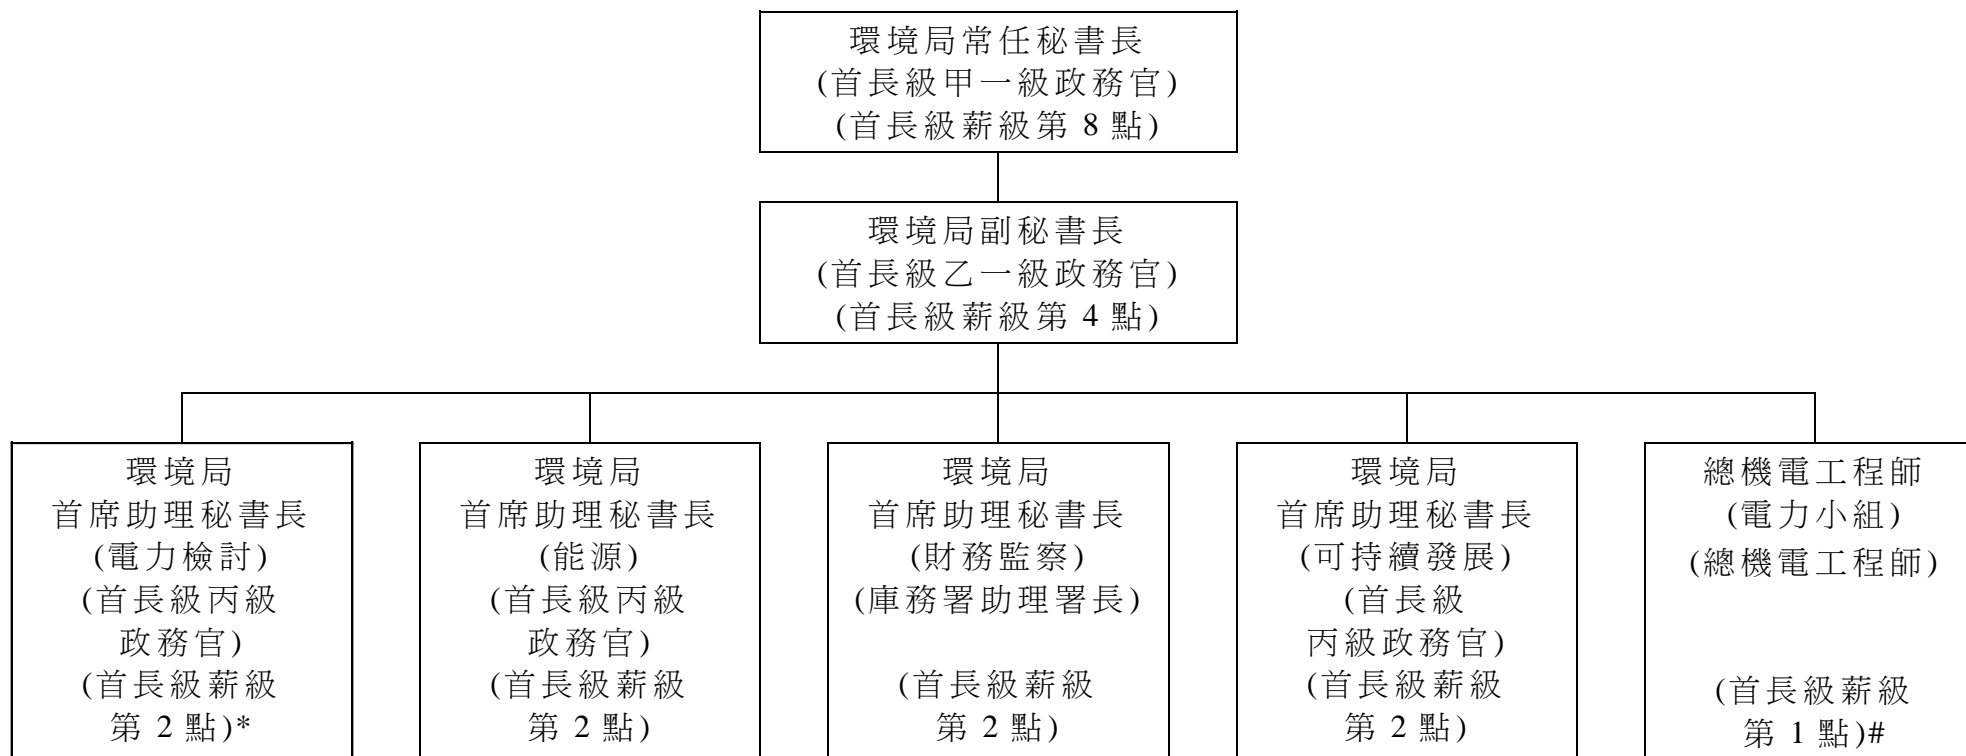 環境局常任秘書長
(首長級甲一級政務官)
(首長級薪級第 8 點)
環境局副秘書長
(首長級乙一級政務官)
(首長級薪級第 4 點)
環境局
首席助理秘書長
(電力檢討)
(首長級丙級
政務官)
(首長級薪級
第 2 點)*
環境局
首席助理秘書長
(能源)
(首長級丙級
政務官)
(首長級薪級
第 2 點)
環境局
首席助理秘書長
(財務監察)
(庫務署助理署長)
(首長級薪級
第 2 點)
環境局
首席助理秘書長
(可持續發展)
(首長級
丙級政務官)
(首長級薪級
第 2 點)
總機電工程師
(電力小組)
(總機電工程師)
(首長級薪級
第 1 點)#